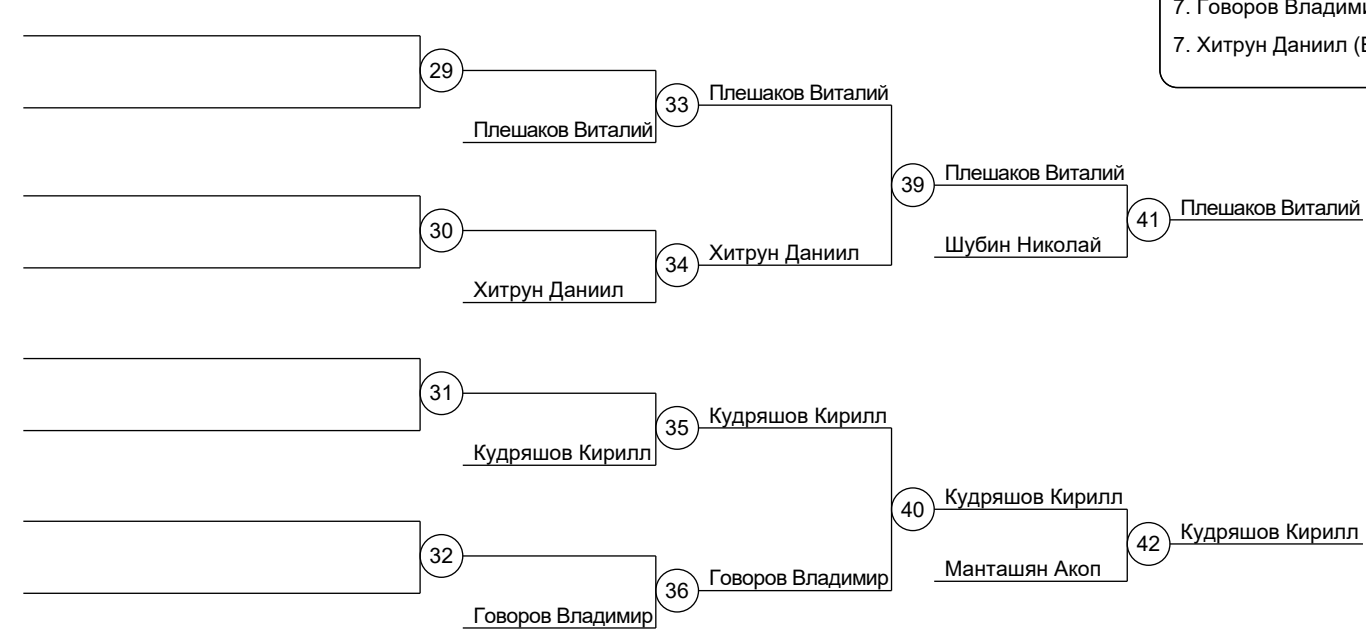 7. Говоров Владими
7. Хитрун Даниил (
29
33
Плешаков Виталий
Плешаков Виталий
39
Плешаков Виталий
41
Плешаков Виталий
30
34
Хитрун Даниил
Шубин Николай
Хитрун Даниил
31
35
Кудряшов Кирилл
Кудряшов Кирилл
40
Кудряшов Кирилл
42
Кудряшов Кирилл
32
36
Говоров Владимир
Манташян Акоп
Говоров Владимир